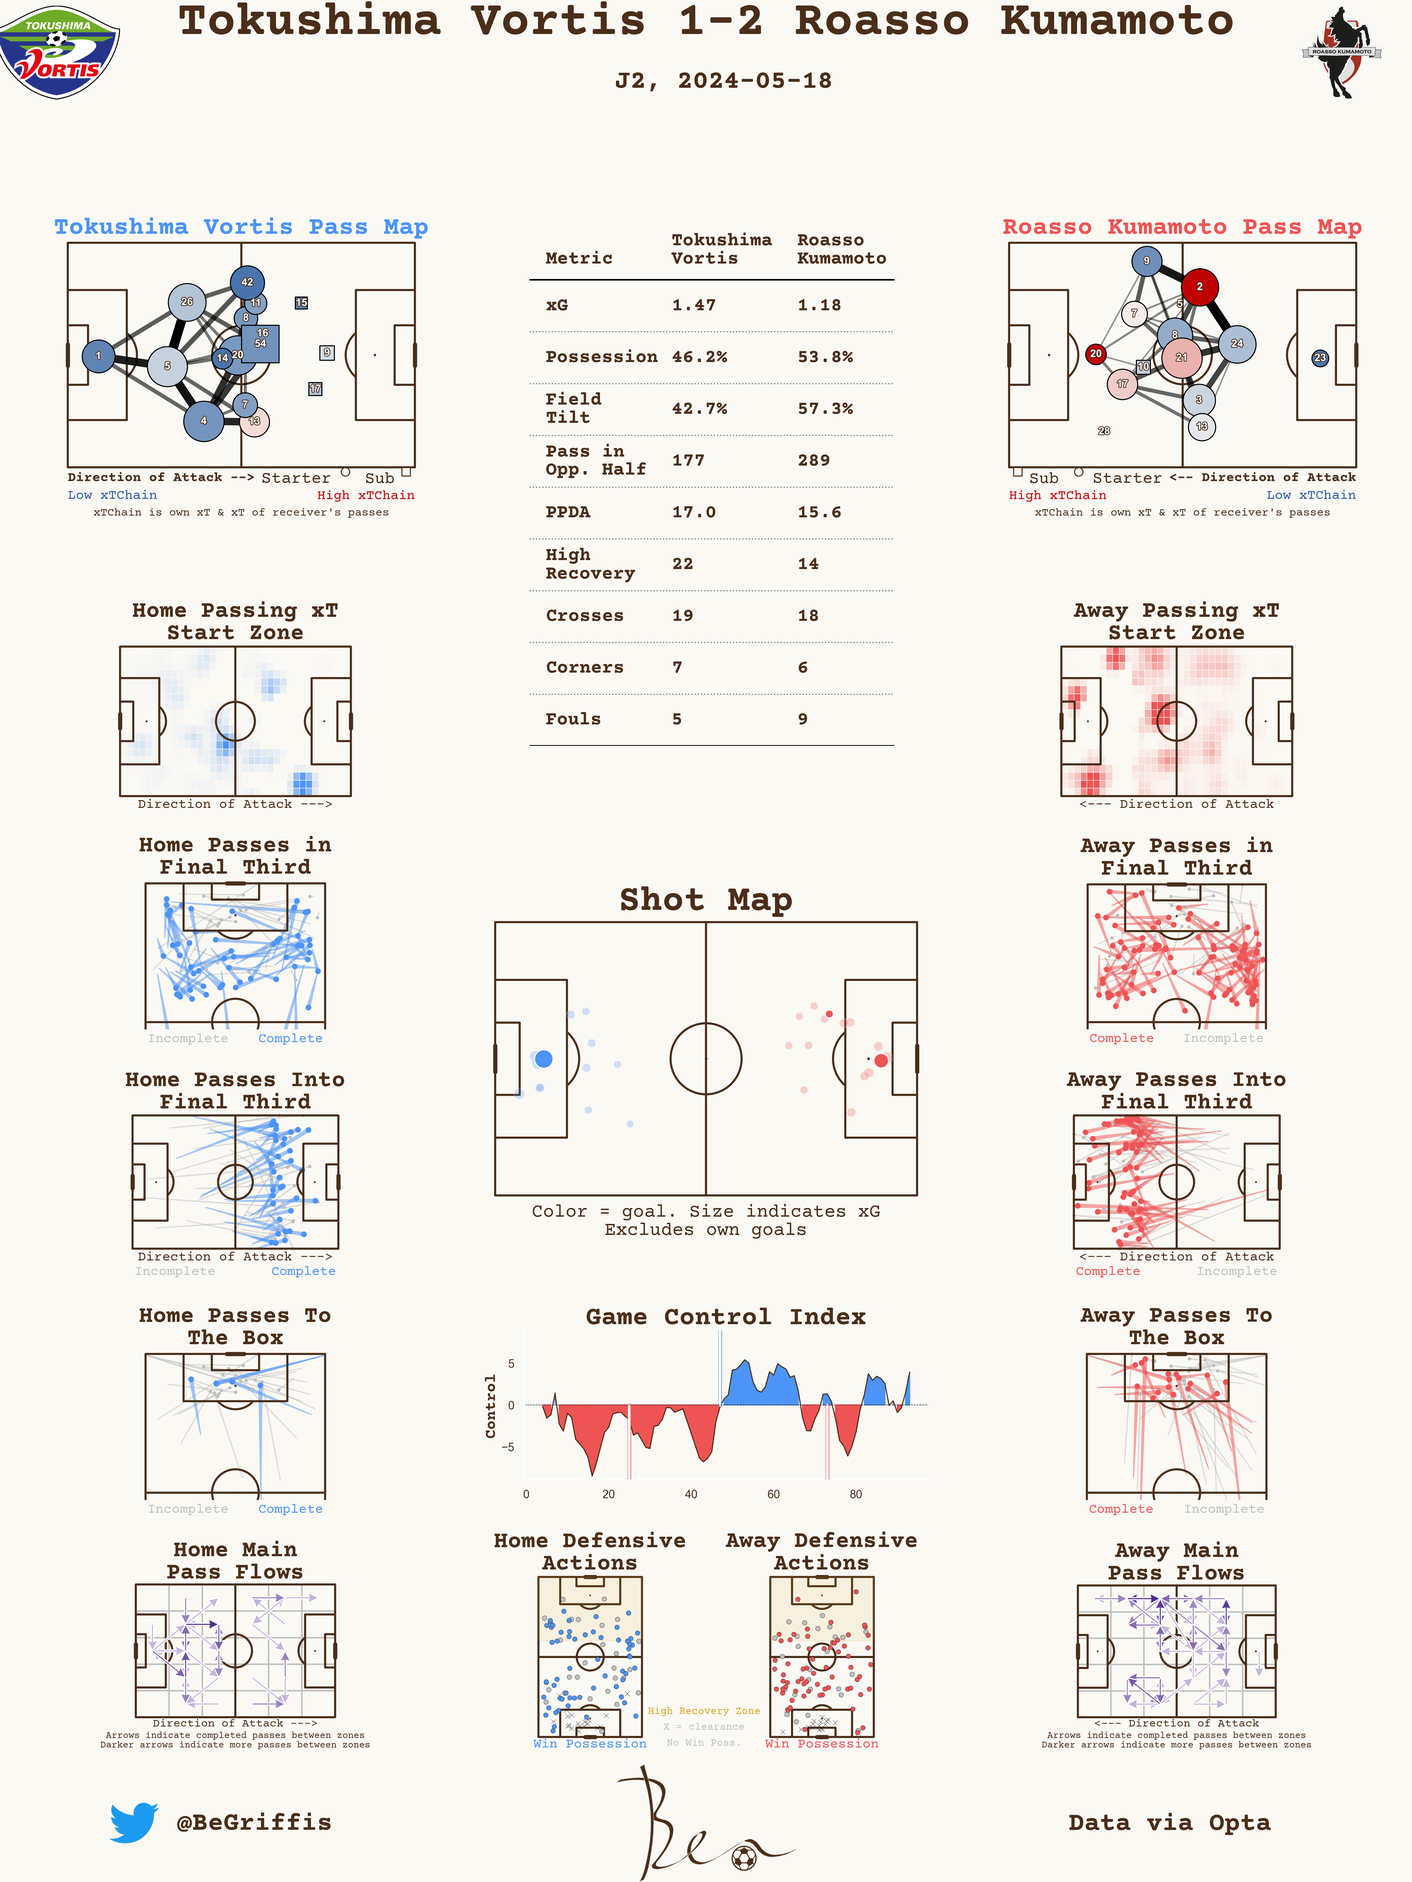 Tokushima Vortis 1-2 Roasso Kumamoto
J2, 2024-05-18
TOKUSHIMA
VORTIS
ROASSO KUMAMOTO
Tokushima Vortis Pass Map
42
26
11
15
8
16
54
1
5
14
20
9
17
7
4
13
Direction of Attack --> Starter Sub
Low xTChain High xTChain
xTChain is own xT & xT of receiver's passes
Metric Tokushima Vortis Roasso Kumamoto
xG 1.47 1.18
Possession 46.2% 53.8%
Field Tilt 42.7% 57.3%
Pass in Opp. Half 177 289
PPDA 17.0 15.6
High Recovery 22 14
Crosses 19 18
Corners 7 6
Fouls 5 9
Roasso Kumamoto Pass Map
9
2
5
7
8
24
20
21
23
10
17
3
13
28
Sub Starter <-- Direction of Attack
High xTChain Low xTChain
xTChain is own xT & xT of receiver's passes
Home Passing xT
Start Zone
Direction of Attack --->
Away Passing xT
Start Zone
<--- Direction of Attack
Home Passes in
Final Third
Incomplete Complete
Away Passes in
Final Third
Complete Incomplete
Shot Map
Color = goal. Size indicates xG
Excludes own goals
Home Passes Into
Final Third
Direction of Attack --->
Incomplete Complete
Away Passes Into
Final Third
<--- Direction of Attack
Complete Incomplete
Home Passes To
The Box
Incomplete Complete
Game Control Index
Control
5
0
-5
0 20 40 60 80
Away Passes To
The Box
Complete Incomplete
Home Main
Pass Flows
Direction of Attack --->
Arrows indicate completed passes between zones
Darker arrows indicate more passes between zones
Home Defensive
Actions
Win Possession
High Recovery Zone
X = clearance
No Win Poss.
Away Defensive
Actions
Win Possession
Away Main
Pass Flows
<--- Direction of Attack
Arrows indicate completed passes between zones
Darker arrows indicate more passes between zones
@BeGriffis
Ben
Data via Opta